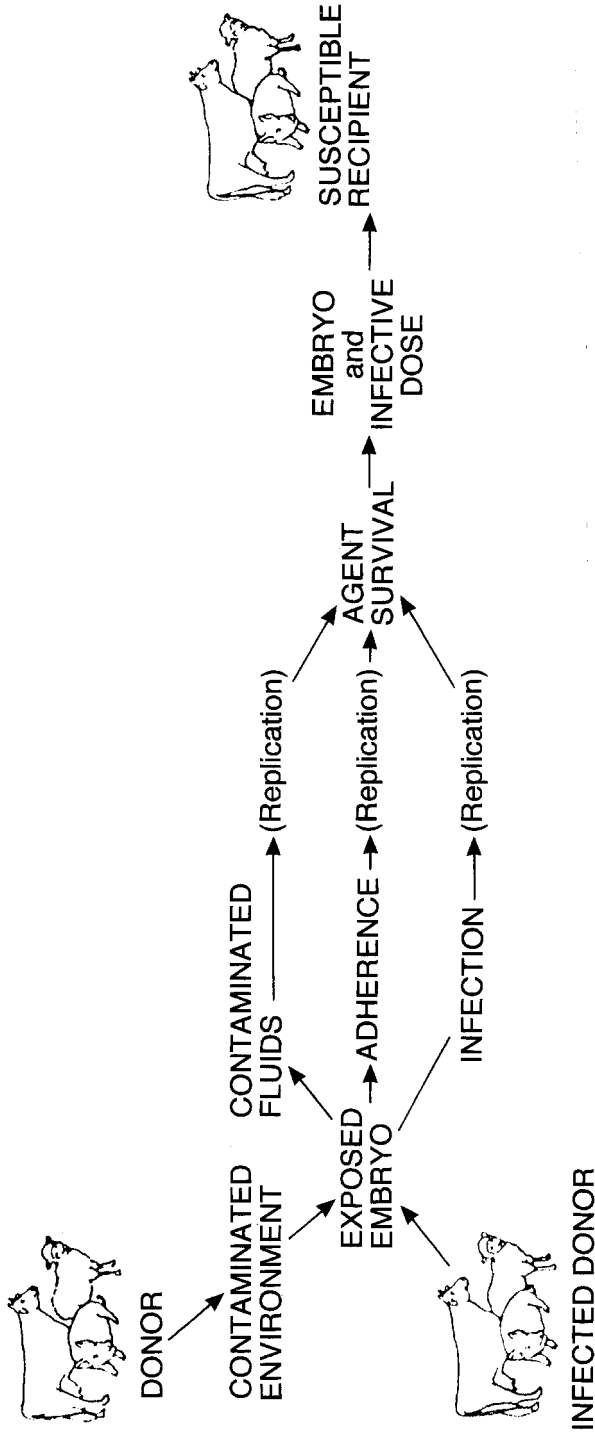 DONOR
CONTAMINATED
ENVIRONMENT
INFECTED DONOR
EXPOSED
EMBRYO
CONTAMINATED
FLUIDS
(Replication)
ADHERENCE
(Replication)
INFECTION
(Replication)
AGENT
SURVIVAL
EMBRYO
and
INFECTIVE
DOSE
SUSCEPTIBLE
RECIPIENT